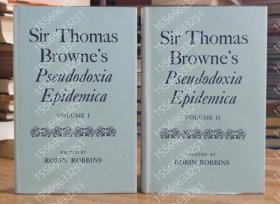 Sir Thomas
Browne's
Pseudodoxia
Epidemica
VOLUME I
EDITED BY
ROBIN ROBBINS
Sir Thomas
Browne's
Pseudodoxia
Epidemica
VOLUME II
EDITED BY
ROBIN ROBBINS
15569633251